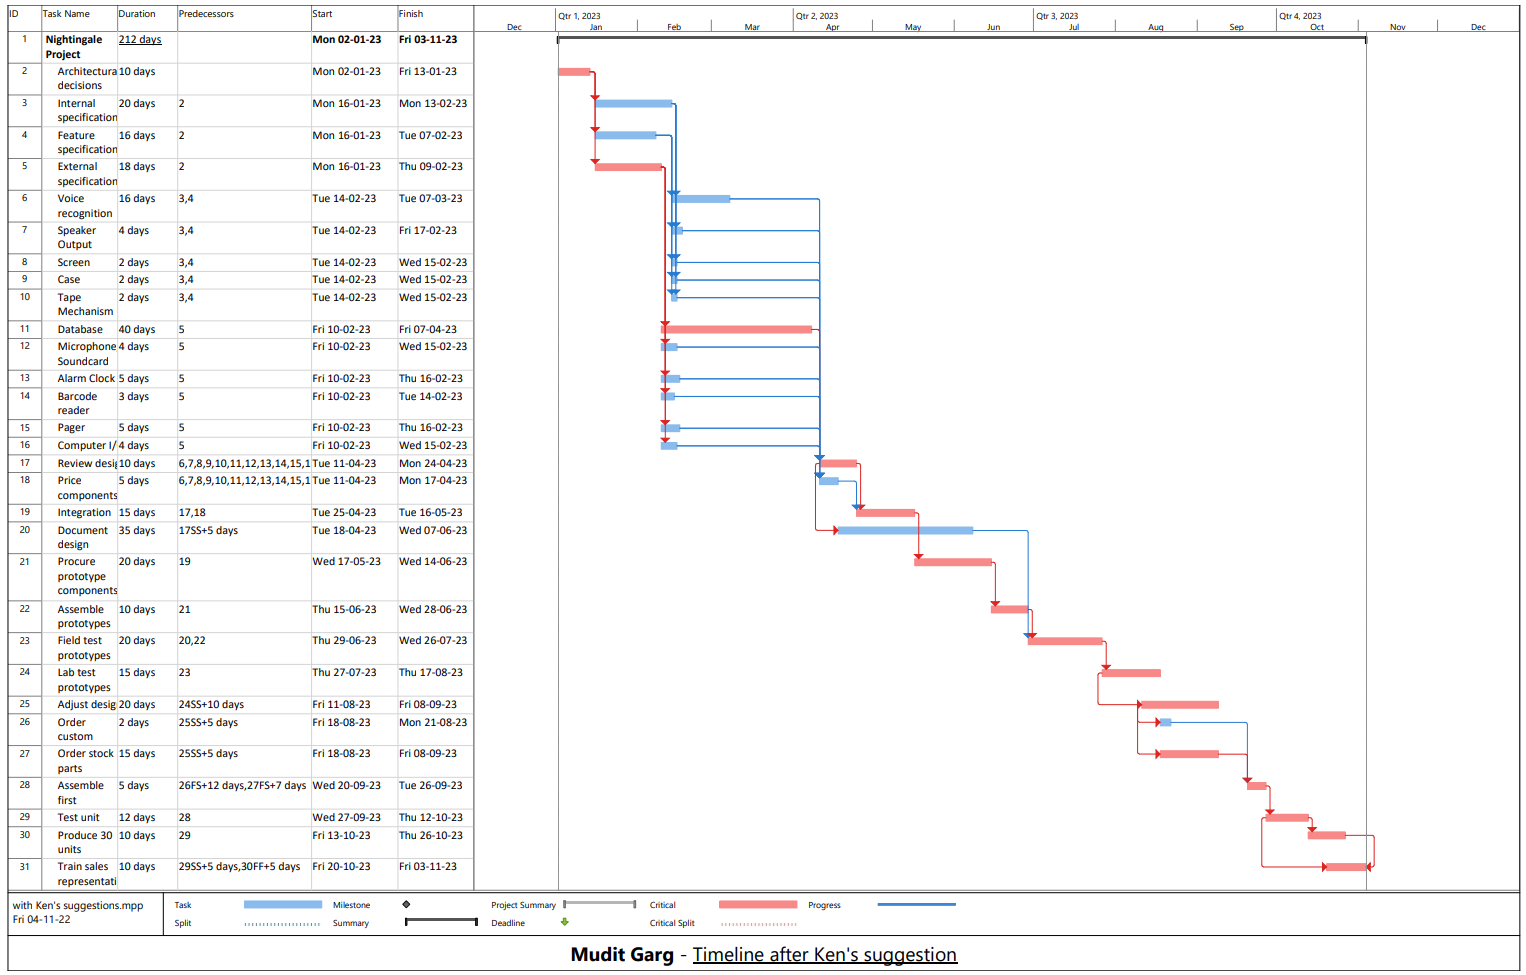 ID Task Name Duration Predecessors Start Finish
Qtr 1, 2023 Qtr 2, 2023 Qtr 3, 2023 Qtr 4, 2023
Dec Jan Feb Mar Apr May Jun Jul Aug Sep Oct Nov Dec
1 Nightingale 212 days Mon 02-01-23 Fri 03-11-23
Project
2 Architectura 10 days Mon 02-01-23 Fri 13-01-23
decisions
3 Internal 20 days 2 Mon 16-01-23 Mon 13-02-23
specification
4 Feature 16 days 2 Mon 16-01-23 Tue 07-02-23
specification
5 External 18 days 2 Mon 16-01-23 Thu 09-02-23
specification
6 Voice 16 days 3,4 Tue 14-02-23 Tue 07-03-23
recognition
7 Speaker 4 days 3,4 Tue 14-02-23 Fri 17-02-23
Output
8 Screen 2 days 3,4 Tue 14-02-23 Wed 15-02-23
9 Case 2 days 3,4 Tue 14-02-23 Wed 15-02-23
10 Tape 2 days 3,4 Tue 14-02-23 Wed 15-02-23
Mechanism
11 Database 40 days 5 Fri 10-02-23 Fri 07-04-23
12 Microphone 4 days 5 Fri 10-02-23 Wed 15-02-23
Soundcard
13 Alarm Clock 5 days 5 Fri 10-02-23 Thu 16-02-23
14 Barcode 3 days 5 Fri 10-02-23 Tue 14-02-23
reader
15 Pager 5 days 5 Fri 10-02-23 Thu 16-02-23
16 Computer I/ 4 days 5 Fri 10-02-23 Wed 15-02-23
17 Review desig 10 days 6,7,8,9,10,11,12,13,14,15,1 Tue 11-04-23 Mon 24-04-23
18 Price 5 days 6,7,8,9,10,11,12,13,14,15,1 Tue 11-04-23 Mon 17-04-23
components
19 Integration 15 days 17,18 Tue 25-04-23 Tue 16-05-23
20 Document 35 days 17SS+5 days Tue 18-04-23 Wed 07-06-23
design
21 Procure 20 days 19 Wed 17-05-23 Wed 14-06-23
prototype
components
22 Assemble 10 days 21 Thu 15-06-23 Wed 28-06-23
prototypes
23 Field test 20 days 20,22 Thu 29-06-23 Wed 26-07-23
prototypes
24 Lab test 15 days 23 Thu 27-07-23 Thu 17-08-23
prototypes
25 Adjust desig 20 days 24SS+10 days Fri 11-08-23 Fri 08-09-23
26 Order 2 days 25SS+5 days Fri 18-08-23 Mon 21-08-23
custom
27 Order stock 15 days 25SS+5 days Fri 18-08-23 Fri 08-09-23
parts
28 Assemble 5 days 26FS+12 days,27FS+7 days Wed 20-09-23 Tue 26-09-23
first
29 Test unit 12 days 28 Wed 27-09-23 Thu 12-10-23
30 Produce 30 10 days 29 Fri 13-10-23 Thu 26-10-23
units
31 Train sales 10 days 29SS+5 days,30FF+5 days Fri 20-10-23 Fri 03-11-23
representati
with Ken's suggestions.mpp
Fri 04-11-22
Task Milestone Project Summary Critical Progress
Split Summary Deadline Critical Split
Mudit Garg - Timeline after Ken's suggestion